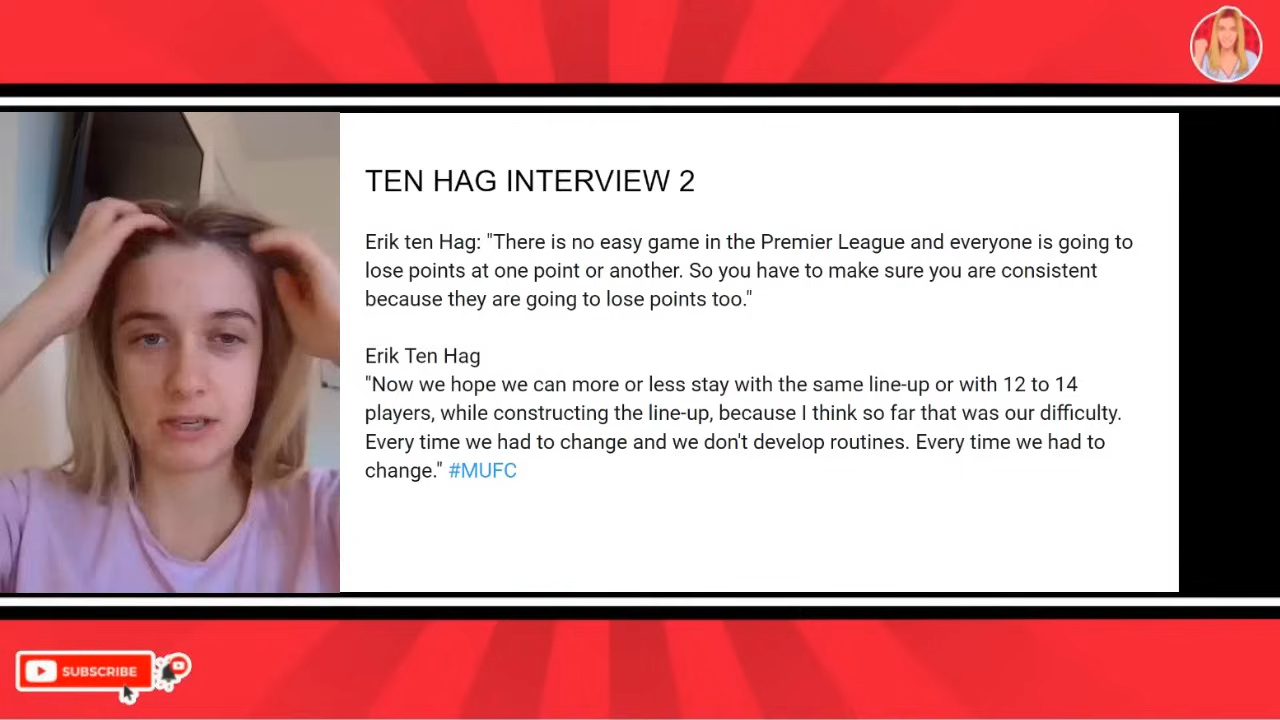 TEN HAG INTERVIEW 2
Erik ten Hag: "There is no easy game in the Premier League and everyone is going to
lose points at one point or another. So you have to make sure you are consistent
because they are going to lose points too."
Erik Ten Hag
"Now we hope we can more or less stay with the same line-up or with 12 to 14
players, while constructing the line-up, because I think so far that was our difficulty.
Every time we had to change and we don't develop routines. Every time we had to
change." #MUFC
SUBSCRIBE